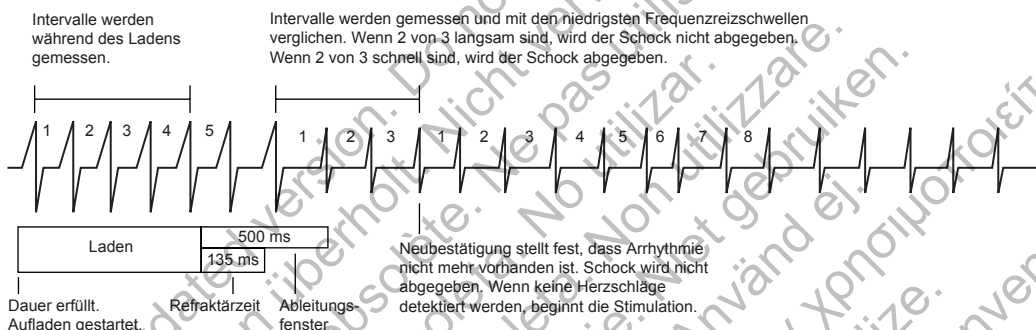 Intervalle werden
während des Ladens
gemessen.
Intervalle werden gemessen und mit den niedrigsten Frequenzreizschwellen
verglichen. Wenn 2 von 3 langsam sind, wird der Schock nicht abgegeben.
Wenn 2 von 3 schnell sind, wird der Schock abgegeben.
1 2 3 4 5 1 2 3 1 2 3 4 5 6 7 8
Laden
500 ms
135 ms
Dauer erfüllt.
Aufladen gestartet.
Refraktärzeit
Ableitungs-
fenster
Neubestätigung stellt fest, dass Arrhythmie
nicht mehr vorhanden ist. Schock wird nicht
abgegeben. Wenn keine Herzschläge
detektiert werden, beginnt die Stimulation.